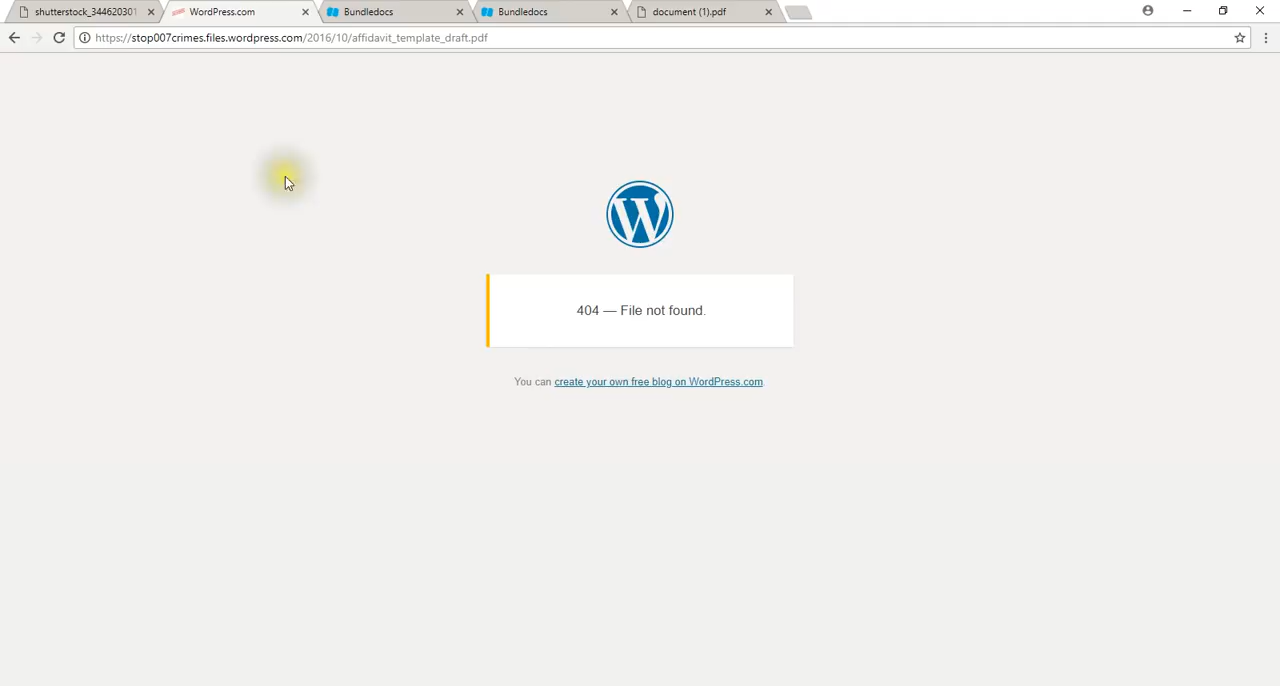 shutterstock_344620301
WordPress.com
Bundledocs
Bundledocs
document (1).pdf
https://stop007crimes.files.wordpress.com/2016/10/affidavit_template_draft.pdf
W
404 — File not found.
You can create your own free blog on WordPress.com